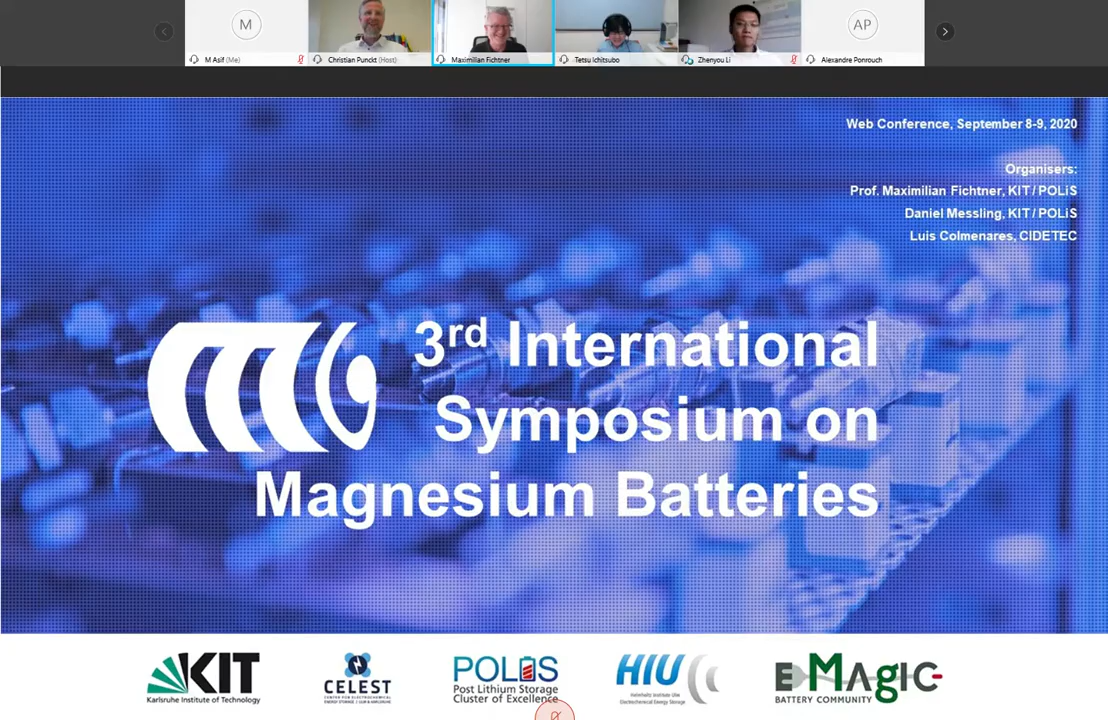 M
AP
M Asif (Me)
Christian Punckt (Host)
Maximilian Fichtner
Tetsu Ichitsubo
Zhenyou Li
Alexandre Ponrouch
Web Conference, September 8-9, 2020
Organisers:
Prof. Maximilian Fichtner, KIT / POLiS
Daniel Messling, KIT / POLiS
Luis Colmenares, CIDETEC
3rd International
Symposium on
Magnesium Batteries
KIT
Karlsruhe Institute of Technology
CELEST
CENTER FOR ELECTROCHEMICAL
ENERGY STORAGE | ULM & KARLSRUHE
POLiS
Post Lithium Storage
Cluster of Excellence
HIU
Helmholtz Institute Ulm
Electrochemical Energy Storage
E-MAgiC
BATTERY COMMUNITY